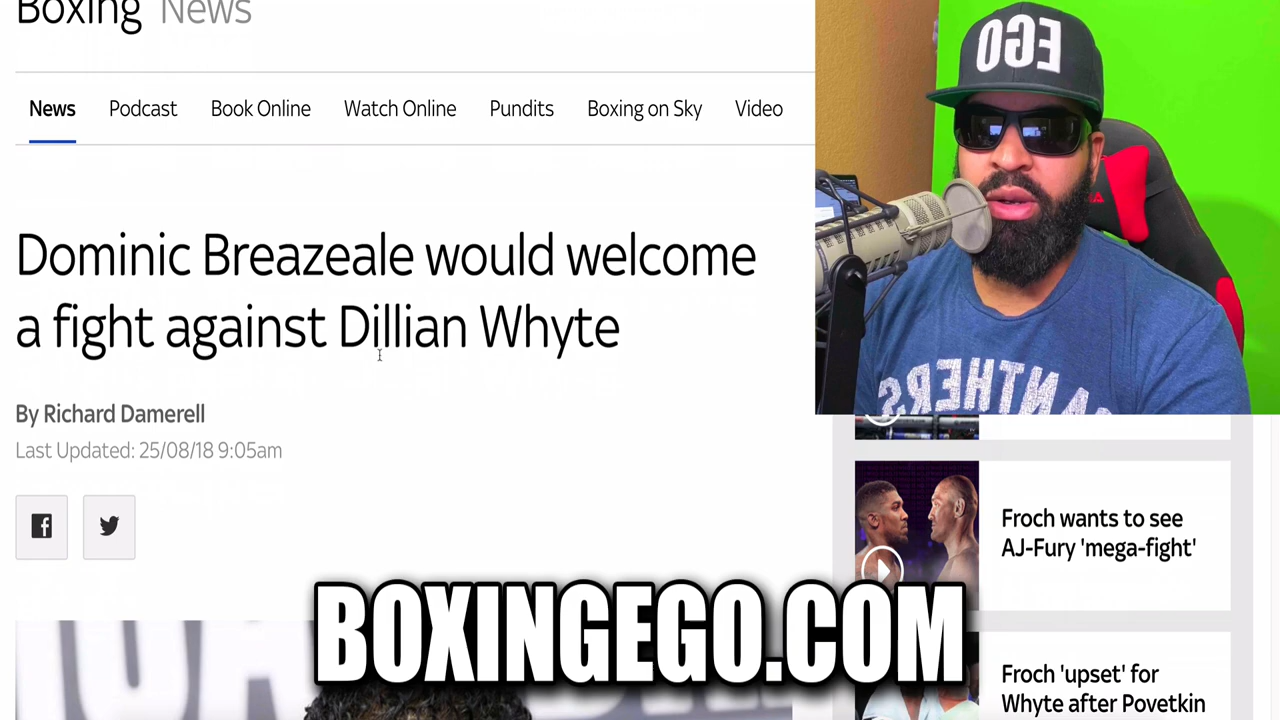 Boxing News
News Podcast Book Online Watch Online Pundits Boxing on Sky Video
Dominic Breazeale would welcome
a fight against Dillian Whyte
By Richard Damerell
Last Updated: 25/08/18 9:05am
EGO
PANTHERS
Froch wants to see
AJ-Fury 'mega-fight'
Froch 'upset' for
Whyte after Povetkin
BOXINGEGO.COM